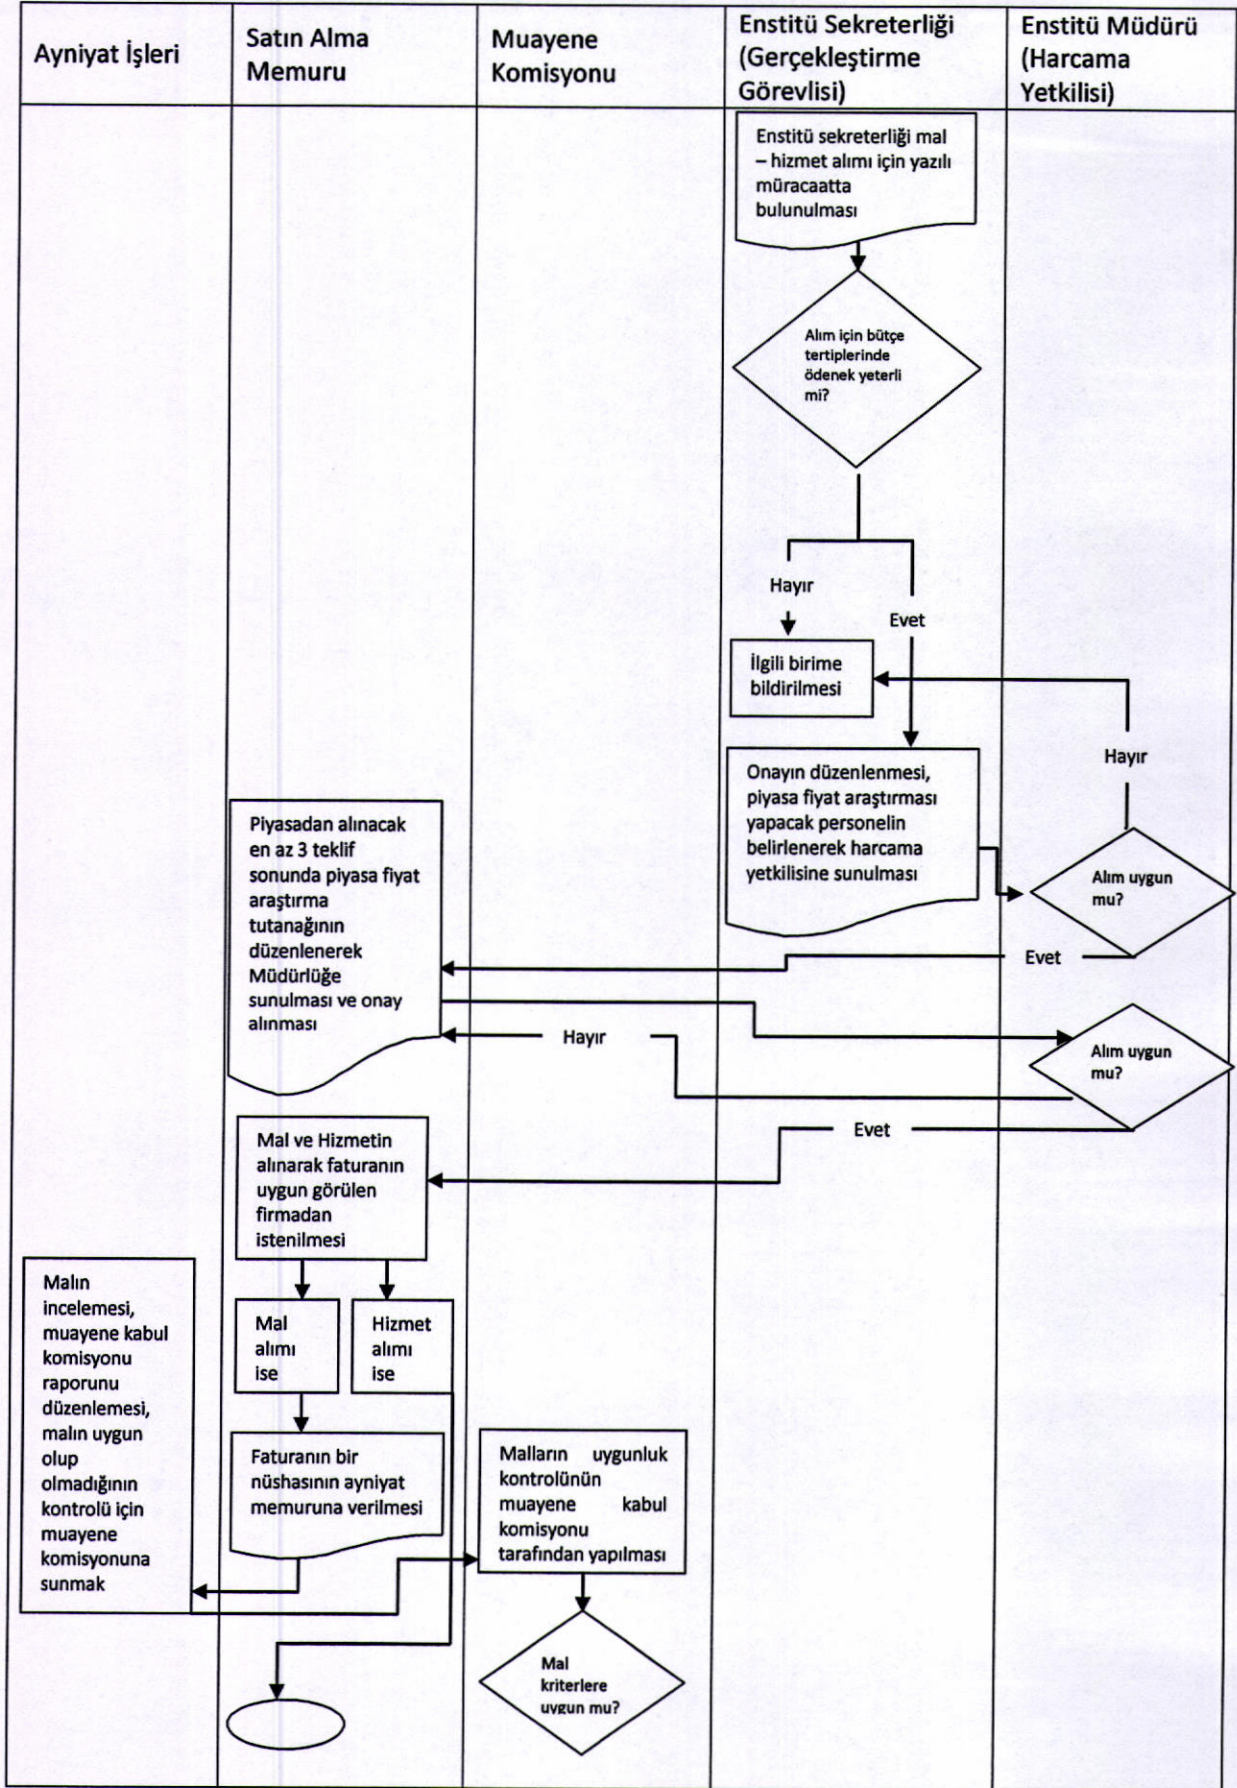 Ayniyat İşleri
Satın Alma
Memuru
Muayene
Komisyonu
Enstitü Sekreterliği
(Gerçekleştirme
Görevlisi)
Enstitü Müdürü
(Harcama
Yetkilisi)
Enstitü sekreterliği mal
– hizmet alımı için yazılı
müracaatta
bulunulması
Alım için bütçe
tertiplerinde
ödenek yeterli
mi?
Hayır
Evet
İlgili birime
bildirilmesi
Hayır
Onayın düzenlenmesi,
piyasa fiyat araştırması
yapacak personelin
belirlenerek harcama
yetkilisine sunulması
Alım uygun
mu?
Evet
Piyasadan alınacak
en az 3 teklif
sonunda piyasa fiyat
araştırma
tutanağının
düzenlenerek
Müdürlüğe
sunulması ve onay
alınması
Hayır
Alım uygun
mu?
Evet
Mal ve Hizmetin
alınarak faturanın
uygun görülen
firmadan
istenilmesi
Mal
alımı
ise
Hizmet
alımı
ise
Faturanın bir
nüshasının ayniyat
memuruna verilmesi
Malın
incelemesi,
muayene kabul
komisyonu
raporunu
düzenlemesi,
malın uygun
olup
olmadığının
kontrolü için
muayene
komisyonuna
sunmak
Malların uygunluk
kontrolünün
muayene kabul
komisyonu
tarafından yapılması
Mal
kriterlere
uygun mu?